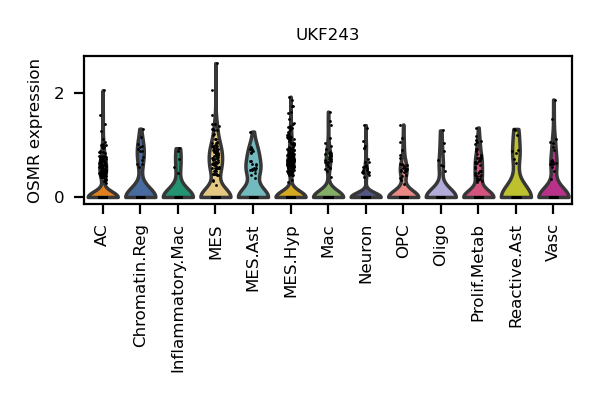 UKF243
OSMR expression
2
0
AC
Chromatin.Reg
Inflammatory.Mac
MES
MES.Ast
MES.Hyp
Mac
Neuron
OPC
Oligo
Prolif.Metab
Reactive.Ast
Vasc